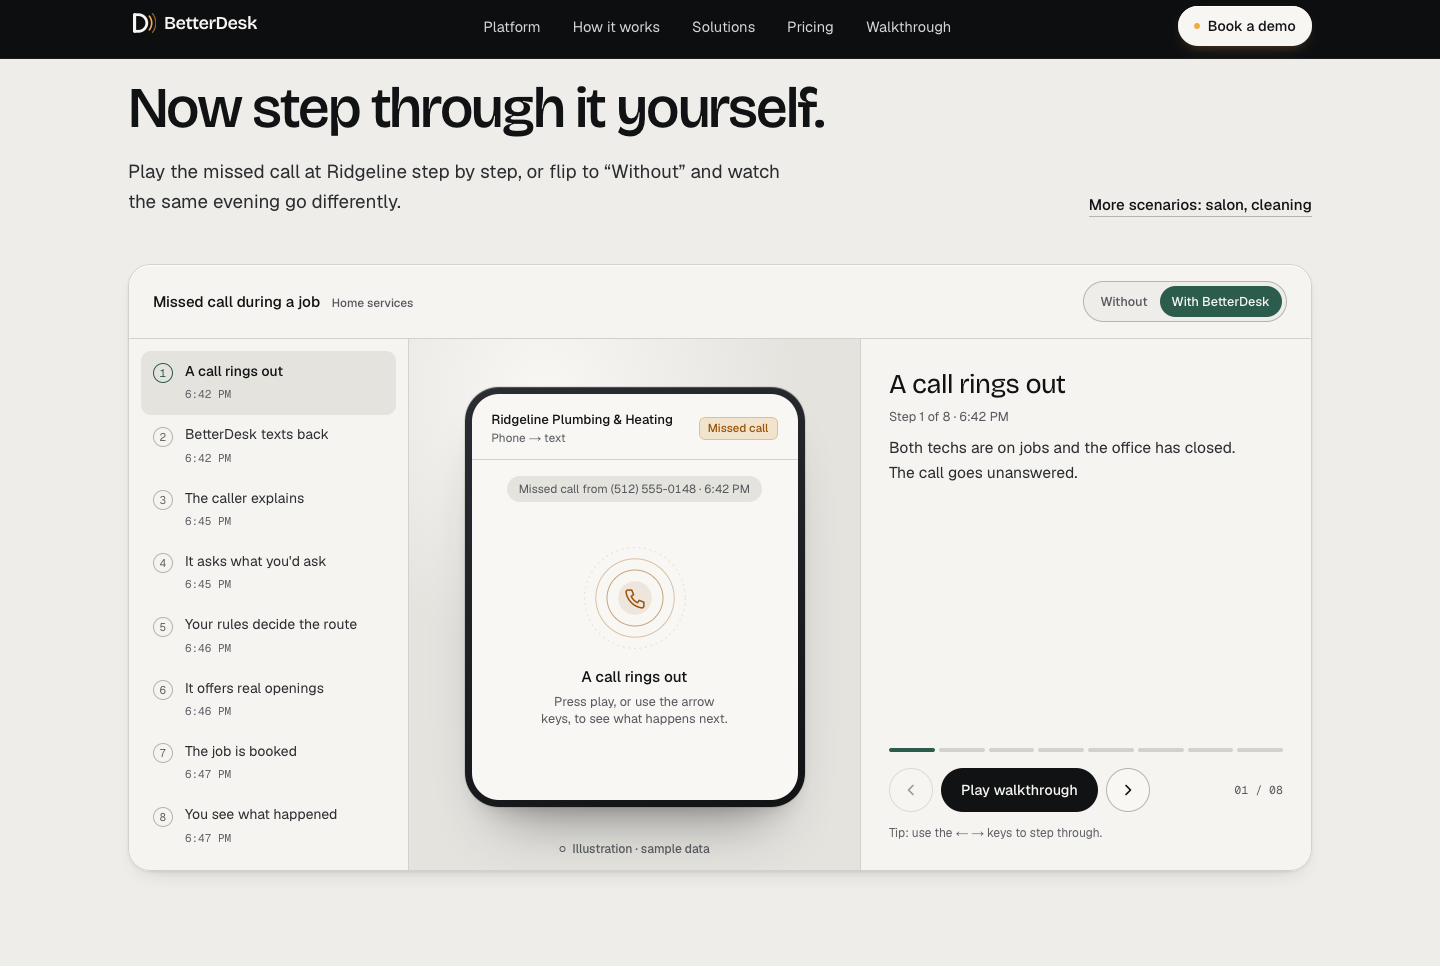 BetterDesk
Platform
How it works
Solutions
Pricing
Walkthrough
Book a demo
Now step through it yourself.
Play the missed call at Ridgeline step by step, or flip to “Without” and watch
the same evening go differently.
More scenarios: salon, cleaning
Missed call during a job
Home services
Without
With BetterDesk
1
A call rings out
6:42 PM
2
BetterDesk texts back
6:42 PM
3
The caller explains
6:45 PM
4
It asks what you'd ask
6:45 PM
5
Your rules decide the route
6:46 PM
6
It offers real openings
6:46 PM
7
The job is booked
6:47 PM
8
You see what happened
6:47 PM
Ridgeline Plumbing & Heating
Phone → text
Missed call
Missed call from (512) 555-0148 · 6:42 PM
A call rings out
Press play, or use the arrow
keys, to see what happens next.
Illustration · sample data
A call rings out
Step 1 of 8 · 6:42 PM
Both techs are on jobs and the office has closed.
The call goes unanswered.
Play walkthrough
01 / 08
Tip: use the ← → keys to step through.